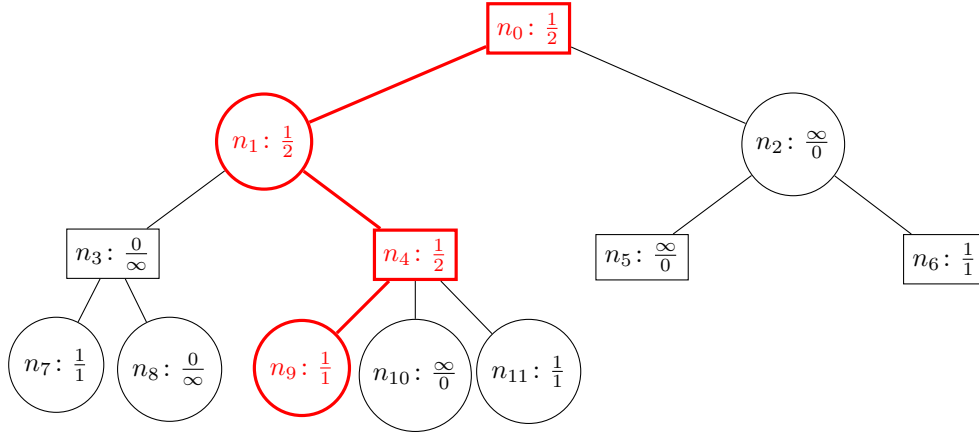 n₀: 1/2
n₁: 1/2
n₂: ∞/0
n₃: 0/∞
n₄: 1/2
n₅: ∞/0
n₆: 1/1
n₇: 1/1
n₈: 0/∞
n₉: 1/1
n₁₀: ∞/0
n₁₁: 1/1